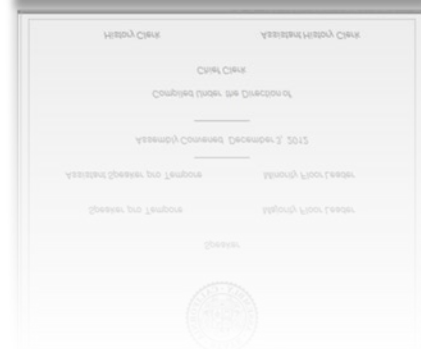 History Clerk Assistant History Clerk
Chief Clerk
Compiled Under the Direction of
Assembly Convened December 3, 2012
Assistant Speaker pro Tempore Minority Floor Leader
Speaker pro Tempore Majority Floor Leader
Speaker